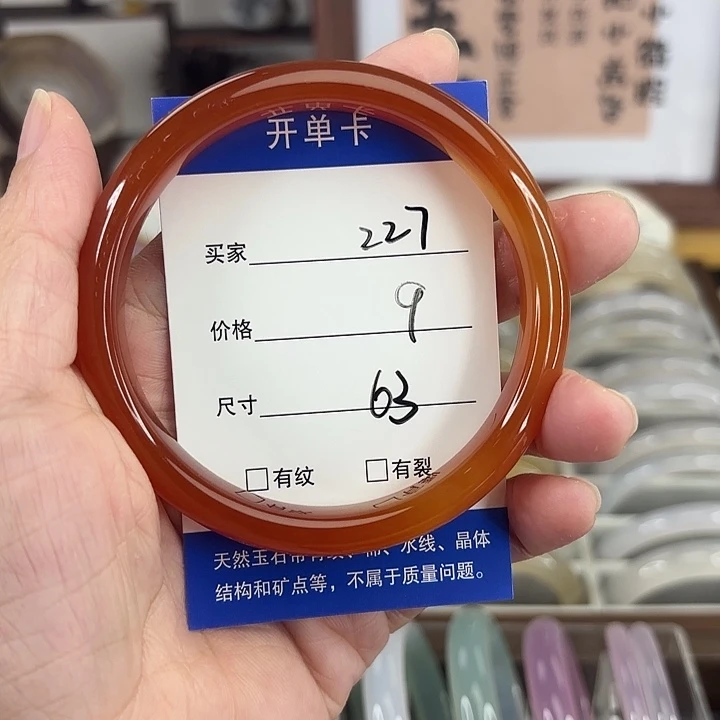 开单卡
买家 227
价格 9
尺寸 63
□有纹 □有裂
天然玉石带有纹、棉、水线、晶体
结构和矿点等，不属于质量问题。